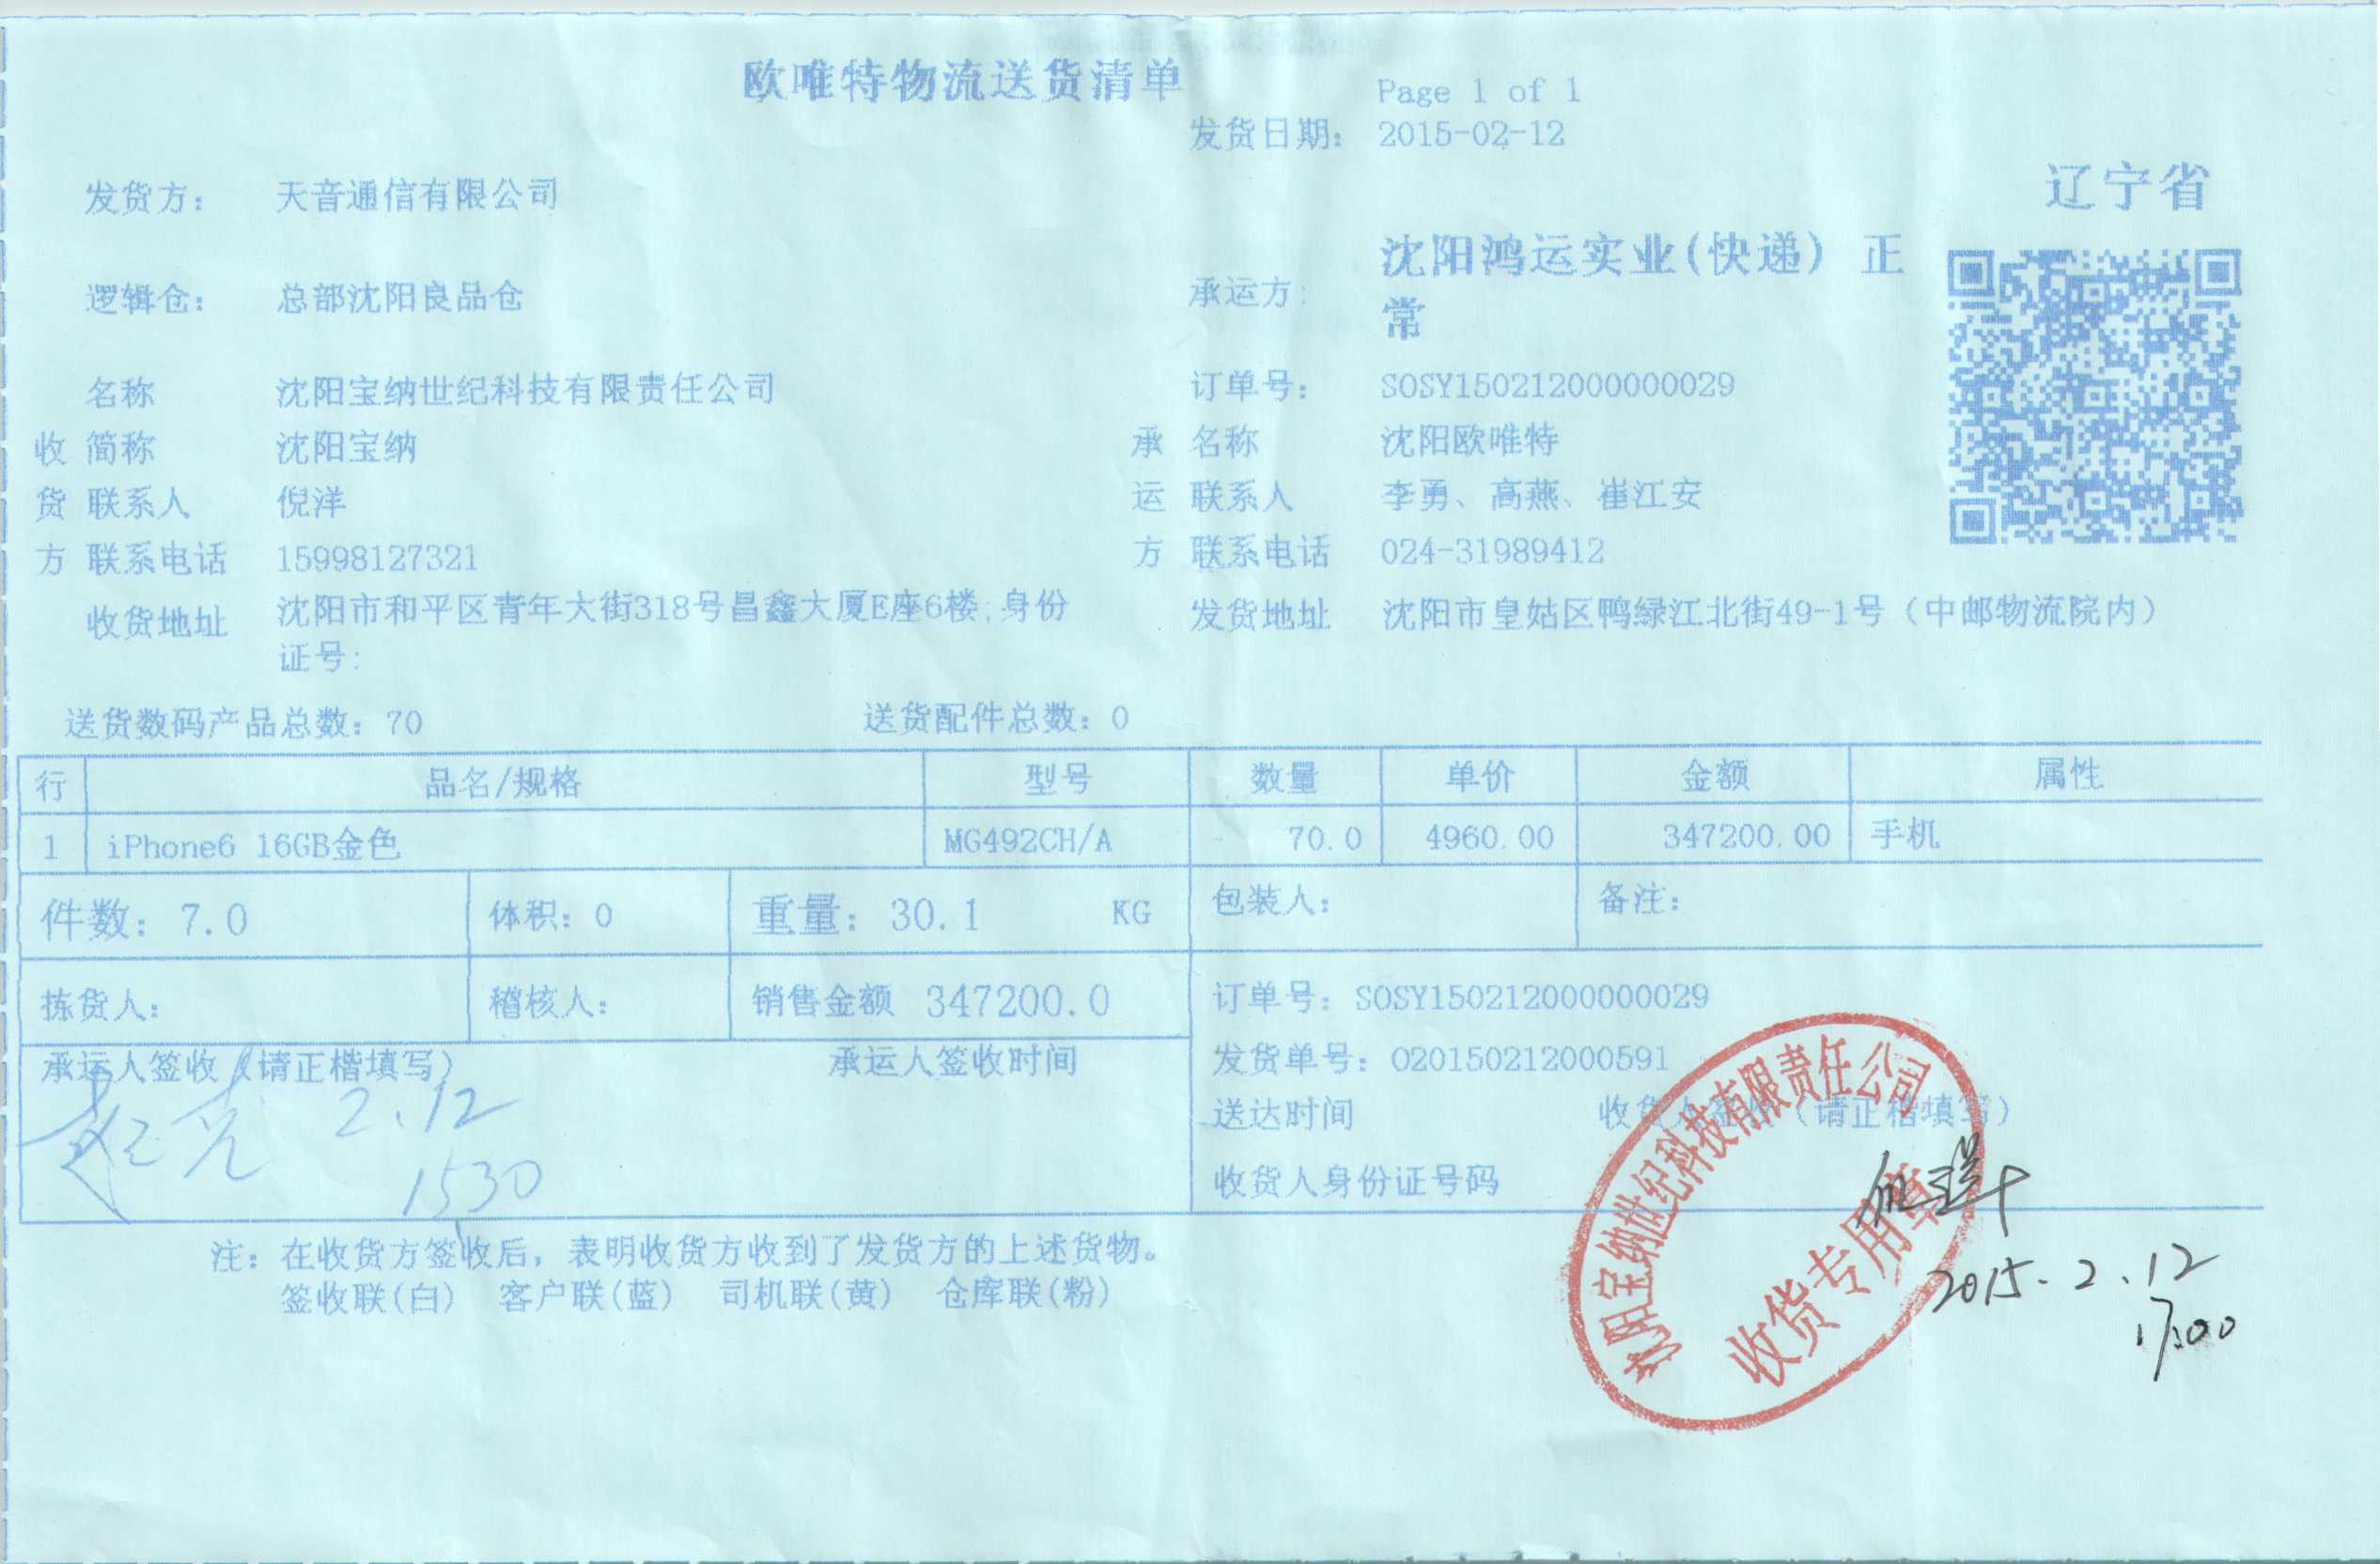 欧唯特物流送货清单
Page 1 of 1
发货日期: 2015-02-12
辽宁省
发货方: 天音通信有限公司
承运方: 沈阳鸿运实业(快递) 正
常
逻辑仓: 总部沈阳良品仓
名称 沈阳宝纳世纪科技有限责任公司 订单号: SOSY150212000000029
收 简称 沈阳宝纳 承 名称 沈阳欧唯特
货 联系人 倪洋 运 联系人 李勇、高燕、崔江安
方 联系电话 15998127321 方 联系电话 024-31989412
收货地址 沈阳市和平区青年大街318号昌鑫大厦E座6楼;身份
证号:
发货地址 沈阳市皇姑区鸭绿江北街49-1号（中邮物流院内）
送货数码产品总数: 70 送货配件总数: 0
行 品名/规格 型号 数量 单价 金额 属性
1 iPhone6 16GB金色 MG492CH/A 70.0 4960.00 347200.00 手机
件数: 7.0 体积: 0 重量: 30.1 KG 包装人: 备注:
拣货人: 稽核人: 销售金额 347200.0 订单号: SOSY150212000000029
承运人签收（请正楷填写） 承运人签收时间 发货单号: O20150212000591
2.12
1530
送达时间 收货人签收（请正楷填写）
收货人身份证号码
沈阳宝纳世纪科技有限责任公司
收货专用章
2015.2.12
17:00
注: 在收货方签收后, 表明收货方收到了发货方的上述货物。
签收联(白) 客户联(蓝) 司机联(黄) 仓库联(粉)